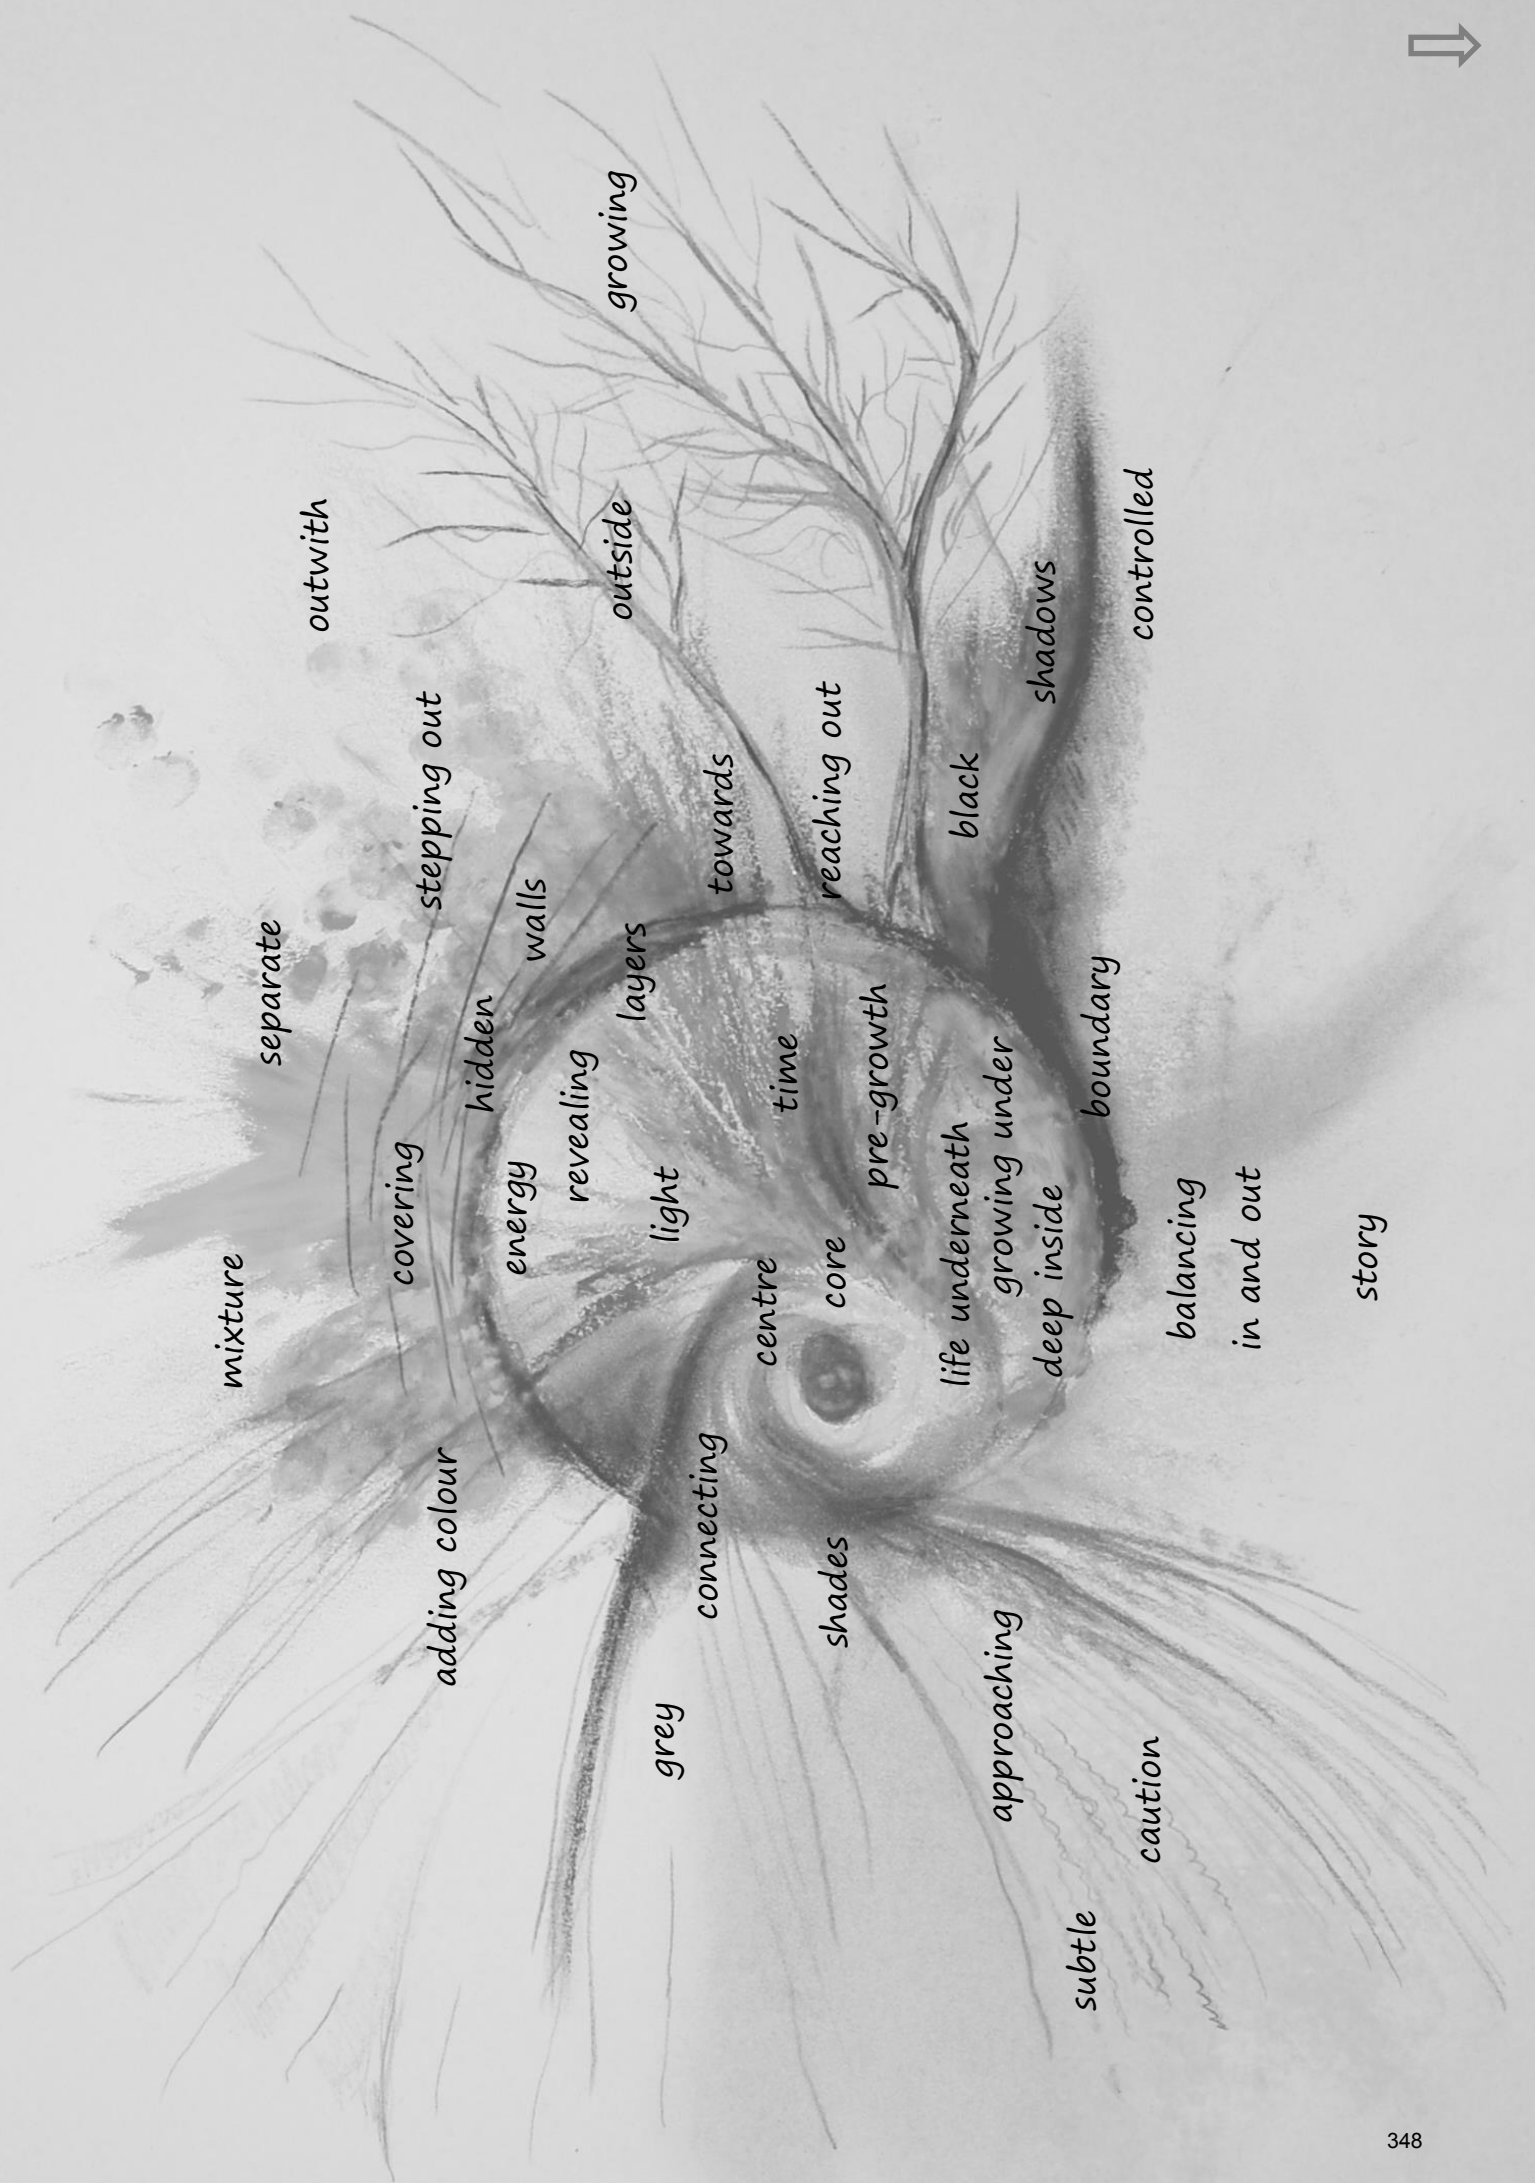 mixture
separate
outwith
adding colour
covering
stepping out
hidden
walls
energy
revealing
layers
outside
growing
grey
light
connecting
towards
centre
time
shades
core
reaching out
pre-growth
black
life underneath
approaching
growing under
shadows
deep inside
subtle
boundary
caution
controlled
balancing
in and out
story
348